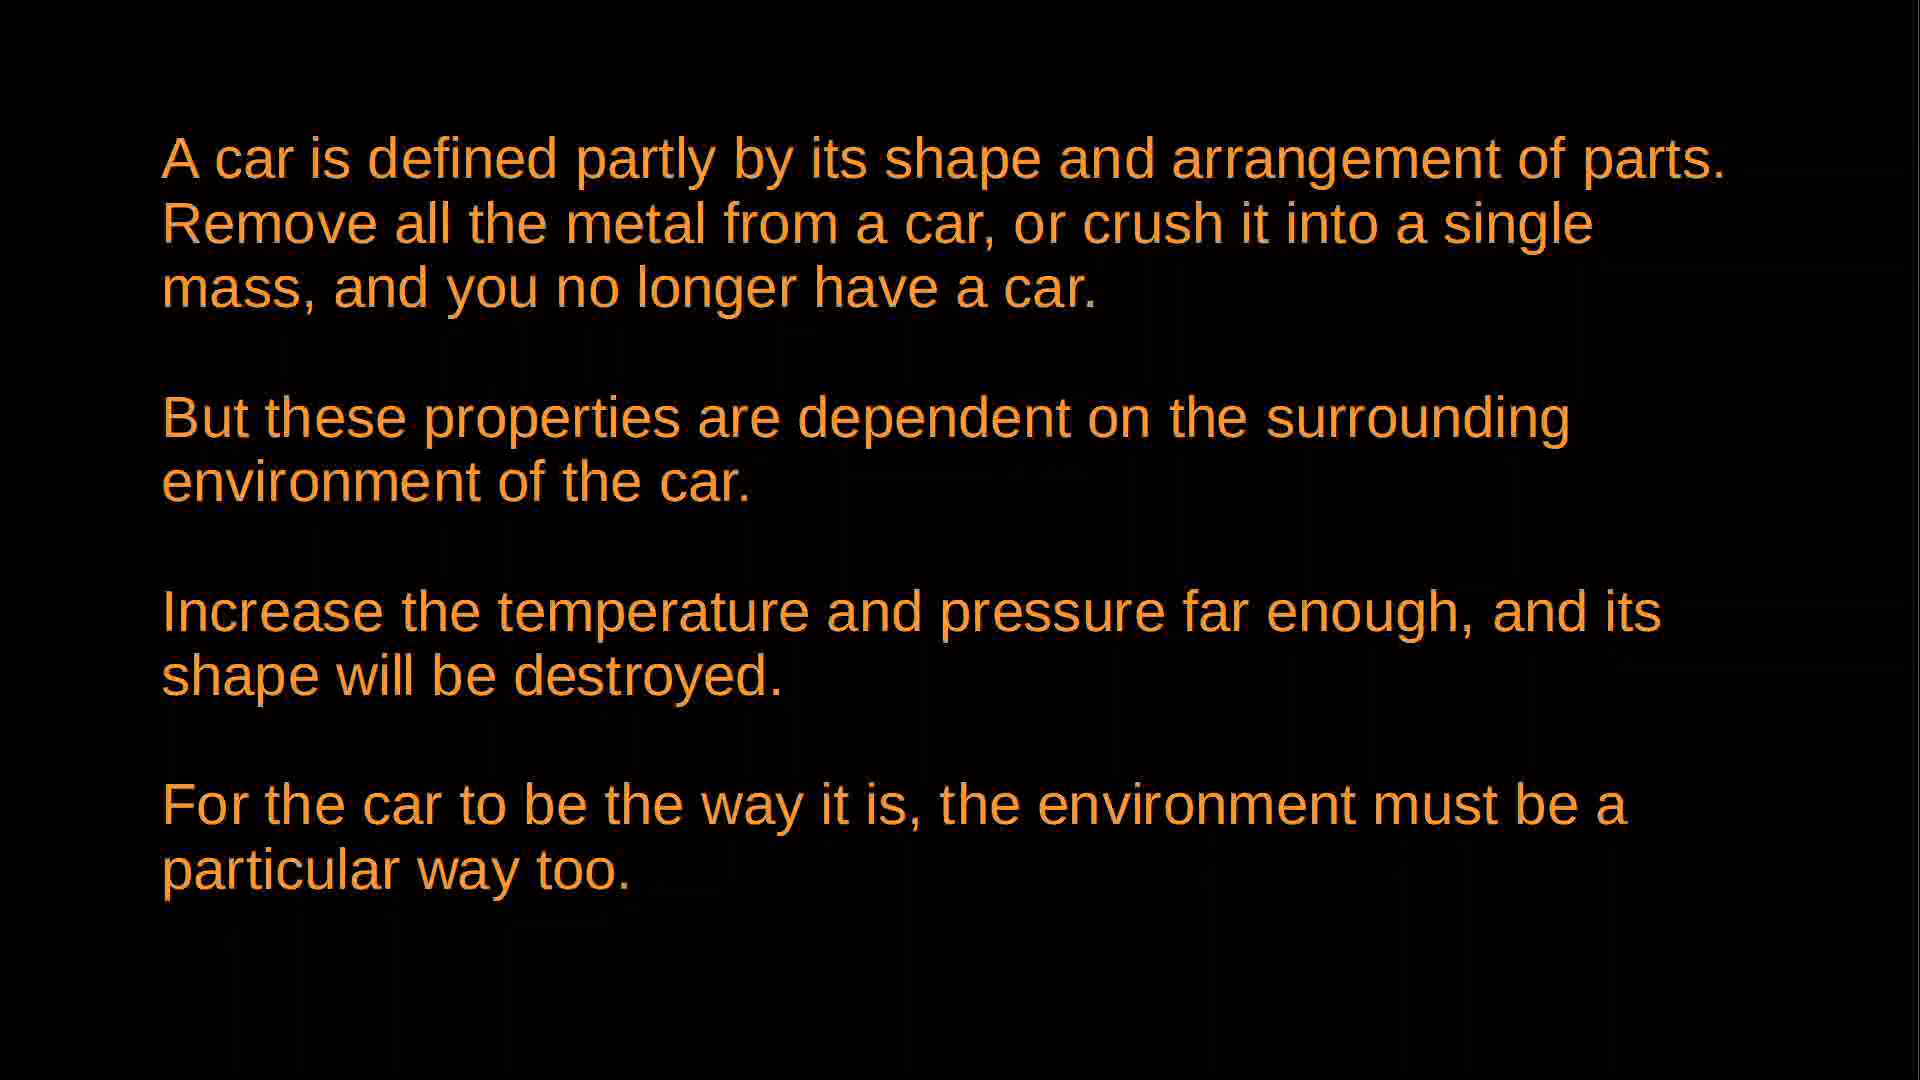 A car is defined partly by its shape and arrangement of parts.
Remove all the metal from a car, or crush it into a single
mass, and you no longer have a car.
But these properties are dependent on the surrounding
environment of the car.
Increase the temperature and pressure far enough, and its
shape will be destroyed.
For the car to be the way it is, the environment must be a
particular way too.